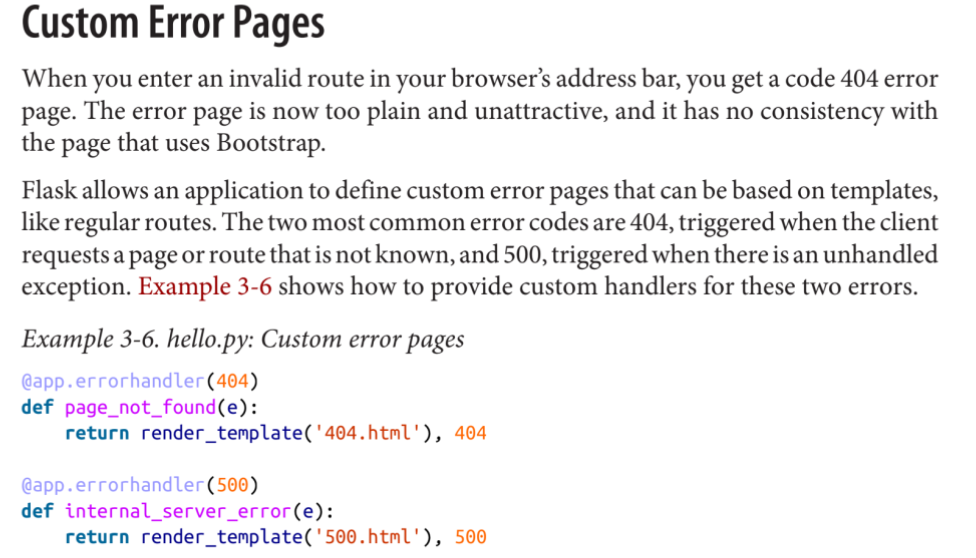 Custom Error Pages
When you enter an invalid route in your browser’s address bar, you get a code 404 error
page. The error page is now too plain and unattractive, and it has no consistency with
the page that uses Bootstrap.
Flask allows an application to define custom error pages that can be based on templates,
like regular routes. The two most common error codes are 404, triggered when the client
requests a page or route that is not known, and 500, triggered when there is an unhandled
exception. Example 3-6 shows how to provide custom handlers for these two errors.
Example 3-6. hello.py: Custom error pages
@app.errorhandler(404)
def page_not_found(e):
    return render_template('404.html'), 404
@app.errorhandler(500)
def internal_server_error(e):
    return render_template('500.html'), 500